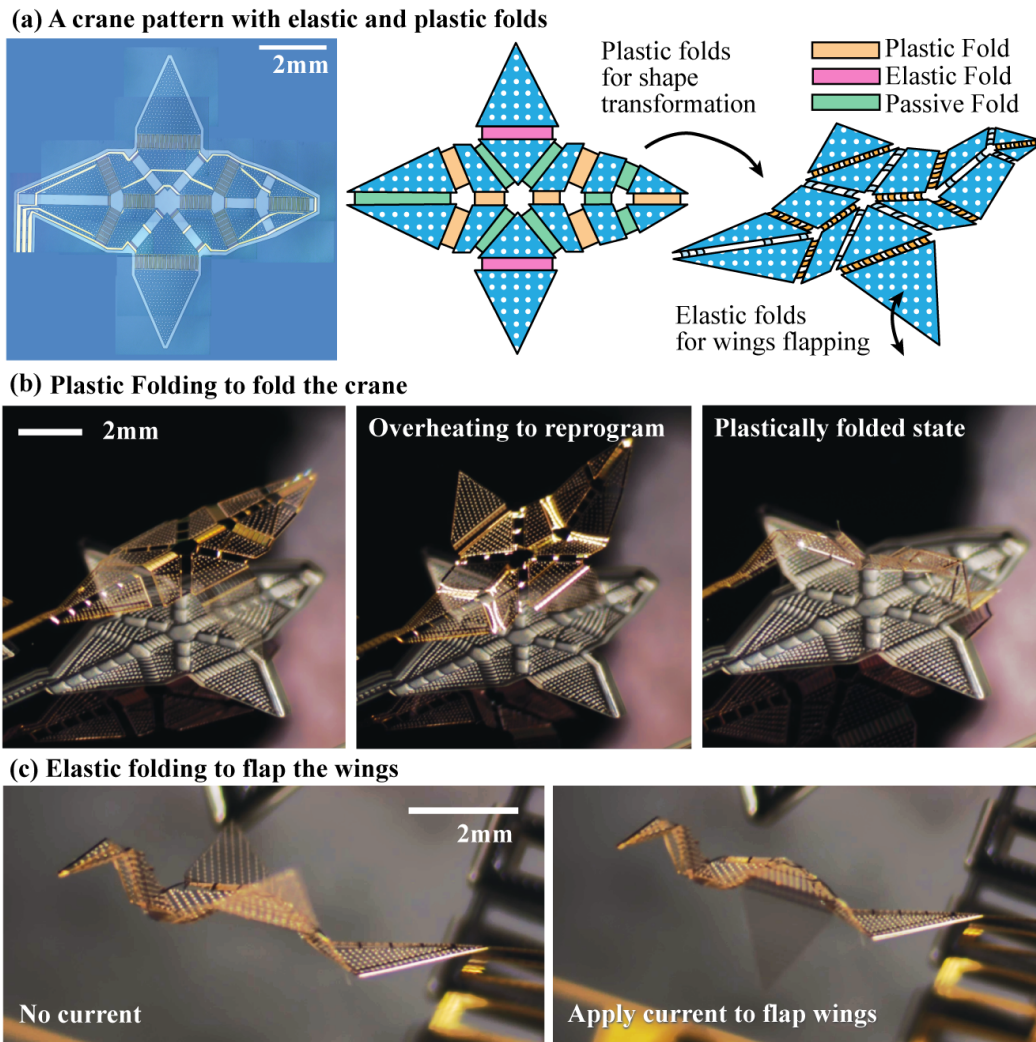 (a) A crane pattern with elastic and plastic folds
2mm
Plastic folds
for shape
transformation
Plastic Fold
Elastic Fold
Passive Fold
Elastic folds
for wings flapping
(b) Plastic Folding to fold the crane
2mm
Overheating to reprogram
Plastically folded state
(c) Elastic folding to flap the wings
2mm
No current
Apply current to flap wings